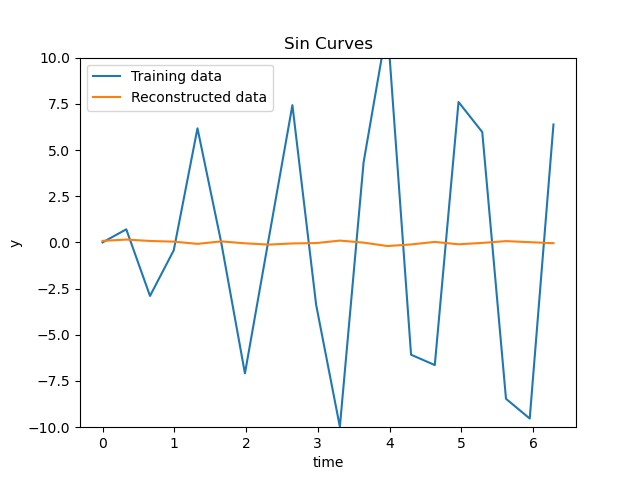 Sin Curves
Training data
Reconstructed data
10.0
7.5
5.0
2.5
0.0
−2.5
−5.0
−7.5
−10.0
y
0 1 2 3 4 5 6
time